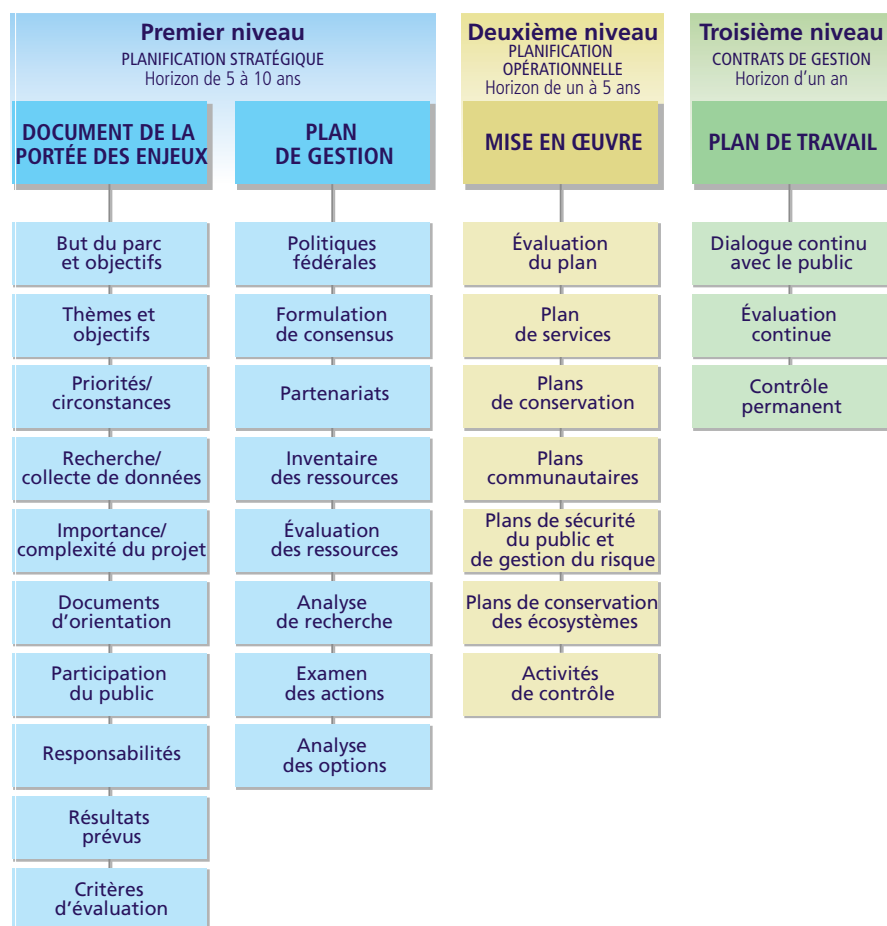 Premier niveau
PLANIFICATION STRATÉGIQUE
Horizon de 5 à 10 ans
DOCUMENT DE LA
PORTÉE DES ENJEUX
But du parc
et objectifs
Thèmes et
objectifs
Priorités/
circonstances
Recherche/
collecte de données
Importance/
complexité du projet
Documents
d'orientation
Participation
du public
Responsabilités
Résultats
prévus
Critères
d'évaluation
PLAN
DE GESTION
Politiques
fédérales
Formulation
de consensus
Partenariats
Inventaire
des ressources
Évaluation
des ressources
Analyse
de recherche
Examen
des actions
Analyse
des options
Deuxième niveau
PLANIFICATION
OPÉRATIONNELLE
Horizon de un à 5 ans
MISE EN ŒUVRE
Évaluation
du plan
Plan
de services
Plans
de conservation
Plans
communautaires
Plans de sécurité
du public et
de gestion du risque
Plans de conservation
des écosystèmes
Activités
de contrôle
Troisième niveau
CONTRATS DE GESTION
Horizon d'un an
PLAN DE TRAVAIL
Dialogue continu
avec le public
Évaluation
continue
Contrôle
permanent